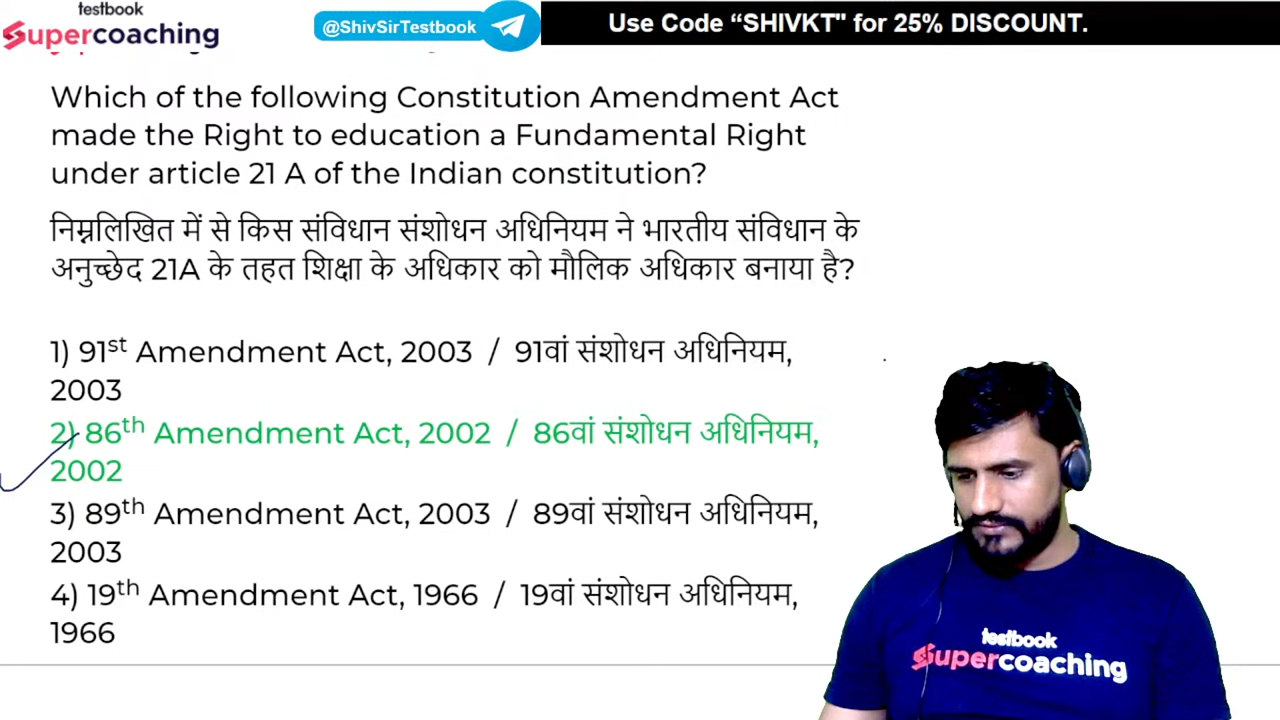 testbook
Supercoaching
@ShivSirTestbook
Use Code “SHIVKT" for 25% DISCOUNT.
Which of the following Constitution Amendment Act
made the Right to education a Fundamental Right
under article 21 A of the Indian constitution?
निम्नलिखित में से किस संविधान संशोधन अधिनियम ने भारतीय संविधान के
अनुच्छेद 21A के तहत शिक्षा के अधिकार को मौलिक अधिकार बनाया है?
1) 91st Amendment Act, 2003 / 91वां संशोधन अधिनियम,
2003
2) 86th Amendment Act, 2002 / 86वां संशोधन अधिनियम,
2002
3) 89th Amendment Act, 2003 / 89वां संशोधन अधिनियम,
2003
4) 19th Amendment Act, 1966 / 19वां संशोधन अधिनियम,
1966
testbook
Supercoaching